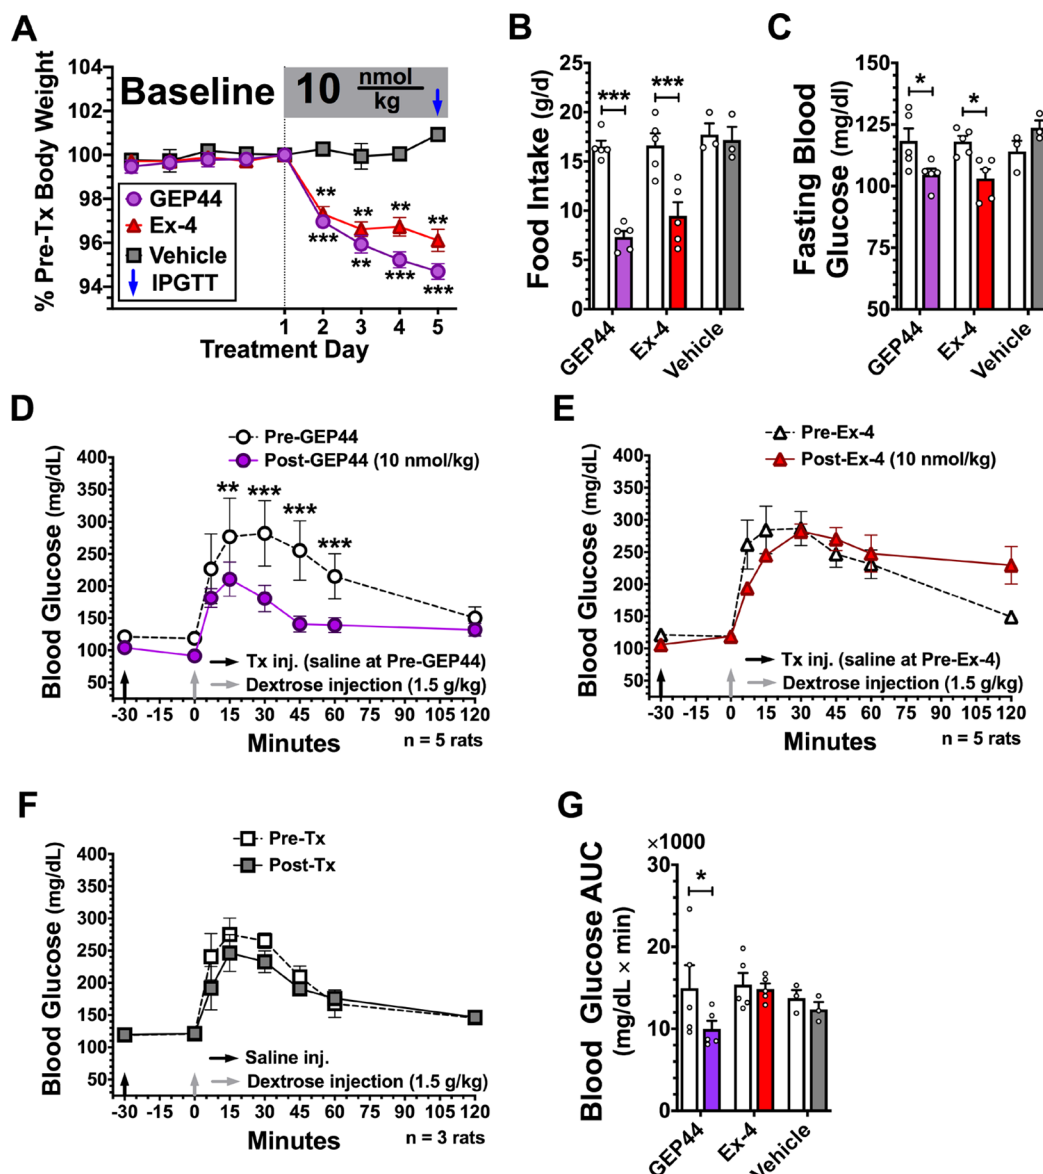 A
% Pre-Tx Body Weight
104
102
100
98
96
94
Baseline
10 nmol/kg
GEP44
Ex-4
Vehicle
IPGTT
**
**
**
**
***
**
***
***
1 2 3 4 5
Treatment Day
B
Food Intake (g/d)
25
20
15
10
5
0
***
***
GEP44
Ex-4
Vehicle
C
Fasting Blood
Glucose (mg/dl)
150
125
100
75
50
*
*
GEP44
Ex-4
Vehicle
D
Pre-GEP44
Post-GEP44 (10 nmol/kg)
Blood Glucose (mg/dL)
400
350
300
250
200
150
100
50
**
***
***
***
Tx inj. (saline at Pre-GEP44)
Dextrose injection (1.5 g/kg)
-30 -15 0 15 30 45 60 75 90 105 120
Minutes
n = 5 rats
E
Pre-Ex-4
Post-Ex-4 (10 nmol/kg)
Blood Glucose (mg/dL)
400
350
300
250
200
150
100
50
Tx inj. (saline at Pre-Ex-4)
Dextrose injection (1.5 g/kg)
-30 -15 0 15 30 45 60 75 90 105 120
Minutes
n = 5 rats
F
Pre-Tx
Post-Tx
Blood Glucose (mg/dL)
400
350
300
250
200
150
100
50
Saline inj.
Dextrose injection (1.5 g/kg)
-30 -15 0 15 30 45 60 75 90 105 120
Minutes
n = 3 rats
G
×1000
Blood Glucose AUC
(mg/dL × min)
30
20000
10000
0
*
GEP44
Ex-4
Vehicle